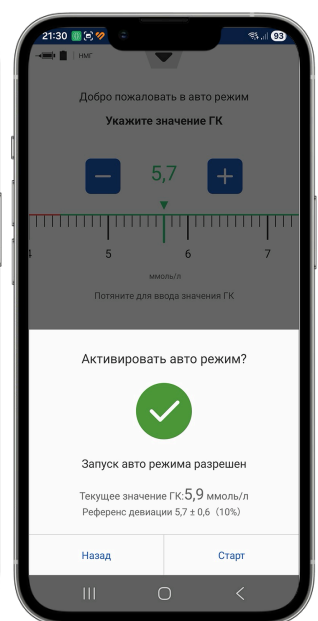 21:30
93
НМГ
Добро пожаловать в авто режим
Укажите значение ГК
5,7
4 5 6 7
ммоль/л
Потяните для ввода значения ГК
Активировать авто режим?
Запуск авто режима разрешен
Текущее значение ГК:5,9 ммоль/л
Референс девиации 5,7 ± 0,6 (10%)
Назад Старт